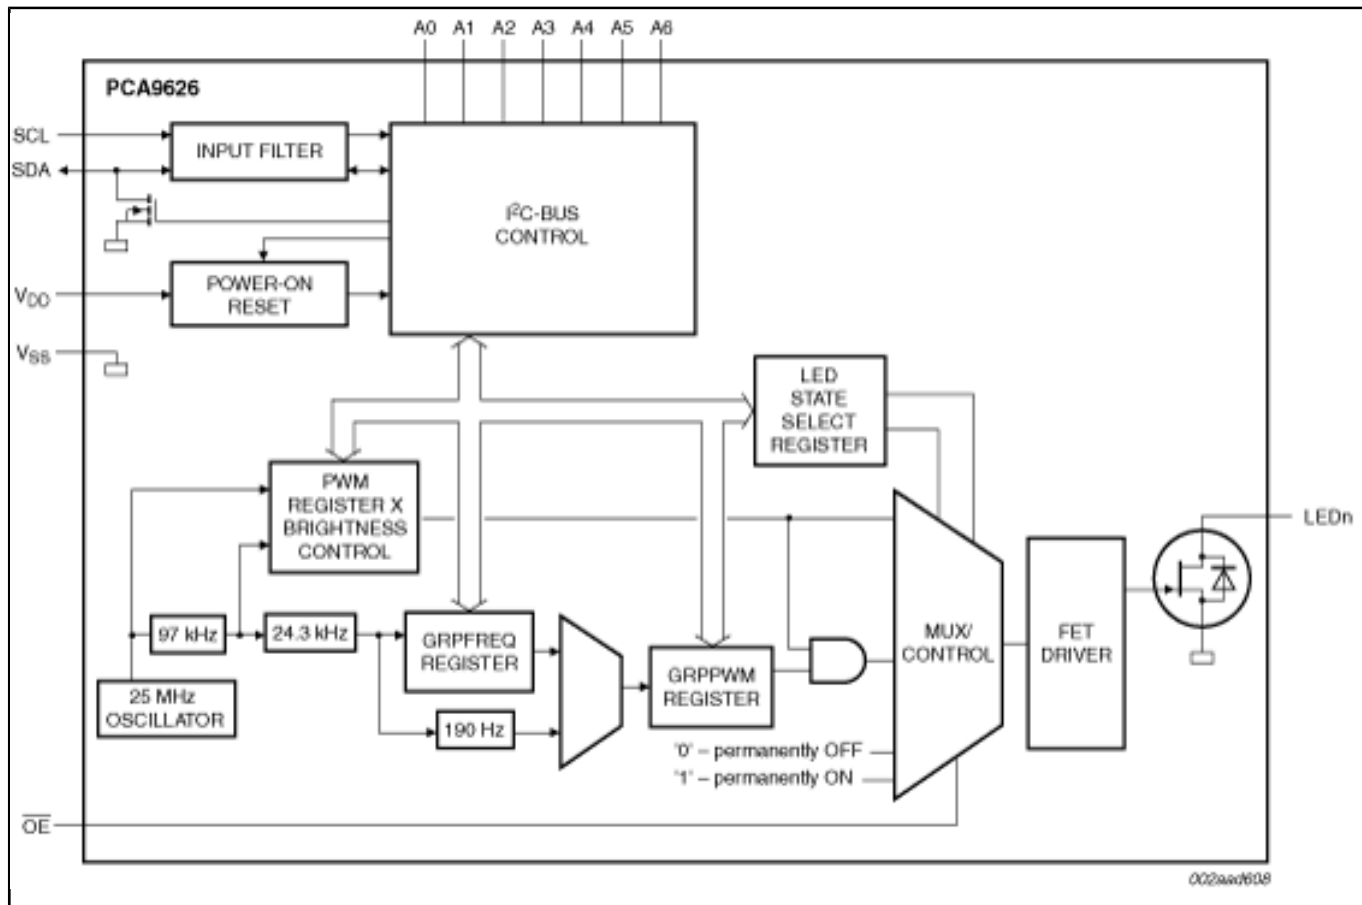 A0 A1 A2 A3 A4 A5 A6
PCA9626
SCL
SDA
INPUT FILTER
I²C-BUS
CONTROL
POWER-ON
RESET
VDD
VSS
LED
STATE
SELECT
REGISTER
PWM
REGISTER X
BRIGHTNESS
CONTROL
LEDn
97 kHz
24.3 kHz
GRPFREQ
REGISTER
190 Hz
25 MHz
OSCILLATOR
GRPPWM
REGISTER
MUX/
CONTROL
FET
DRIVER
'0' – permanently OFF
'1' – permanently ON
O̅E̅
002aad608